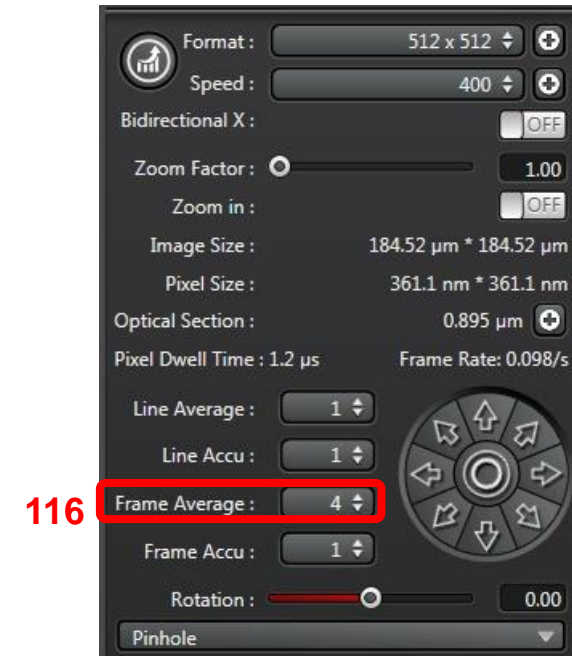 Format : 512 x 512
Speed : 400
Bidirectional X : OFF
Zoom Factor : 1.00
Zoom in : OFF
Image Size : 184.52 µm * 184.52 µm
Pixel Size : 361.1 nm * 361.1 nm
Optical Section : 0.895 µm
Pixel Dwell Time : 1.2 µs Frame Rate: 0.098/s
Line Average : 1
Line Accu : 1
116 Frame Average : 4
Frame Accu : 1
Rotation : 0.00
Pinhole